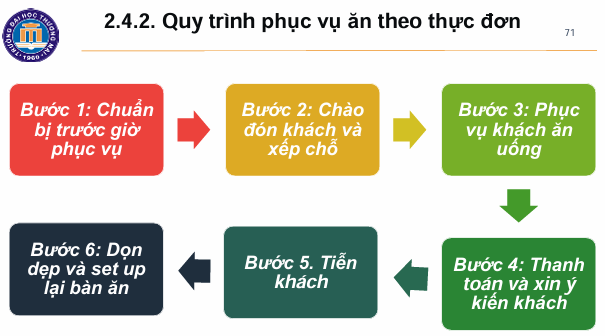 2.4.2. Quy trình phục vụ ăn theo thực đơn
71
TRƯỜNG ĐẠI HỌC THƯƠNG MẠI
1960
Bước 1: Chuẩn
bị trước giờ
phục vụ
Bước 2: Chào
đón khách và
xếp chỗ
Bước 3: Phục
vụ khách ăn
uống
Bước 4: Thanh
toán và xin ý
kiến khách
Bước 5. Tiễn
khách
Bước 6: Dọn
dẹp và set up
lại bàn ăn